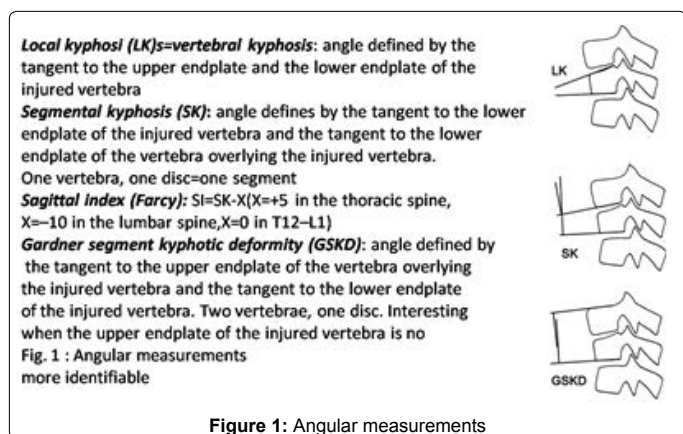 Local kyphosi (LK)s=vertebral kyphosis: angle defined by the
tangent to the upper endplate and the lower endplate of the
injured vertebra
Segmental kyphosis (SK): angle defines by the tangent to the lower
endplate of the injured vertebra and the tangent to the lower
endplate of the vertebra overlying the injured vertebra.
One vertebra, one disc=one segment
Sagittal index (Farcy): SI=SK-X(X=+5 in the thoracic spine,
X=–10 in the lumbar spine,X=0 in T12–L1)
Gardner segment kyphotic deformity (GSKD): angle defined by
the tangent to the upper endplate of the vertebra overlying
the injured vertebra and the tangent to the lower endplate
of the injured vertebra. Two vertebrae, one disc. Interesting
when the upper endplate of the injured vertebra is no
Fig. 1 : Angular measurements
more identifiable
LK
SK
GSKD
Figure 1: Angular measurements